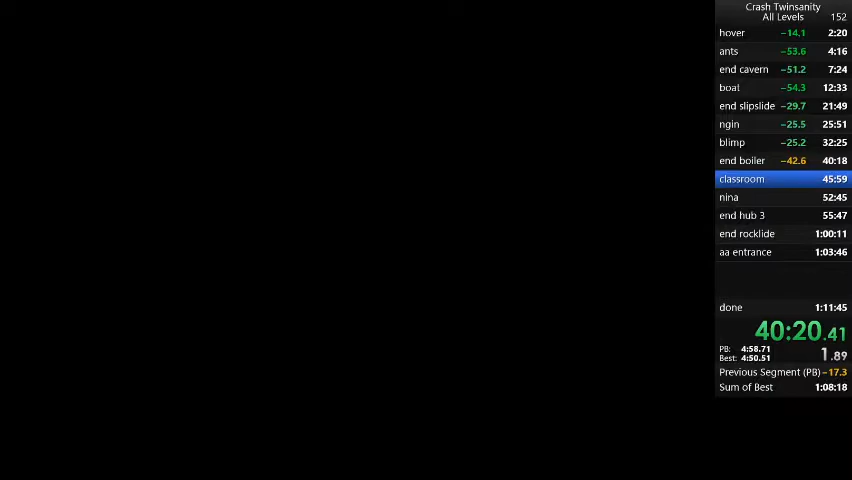 Crash Twinsanity
All Levels 152
hover −14.1 2:20
ants −53.6 4:16
end cavern −51.2 7:24
boat −54.3 12:33
end slipslide −29.7 21:49
ngin −25.5 25:51
blimp −25.2 32:25
end boiler −42.6 40:18
classroom 45:59
nina 52:45
end hub 3 55:47
end rocklide 1:00:11
aa entrance 1:03:46
done 1:11:45
40:20.41
PB: 4:58.71 1.89
Best: 4:50.51
Previous Segment (PB) −17.3
Sum of Best 1:08:18